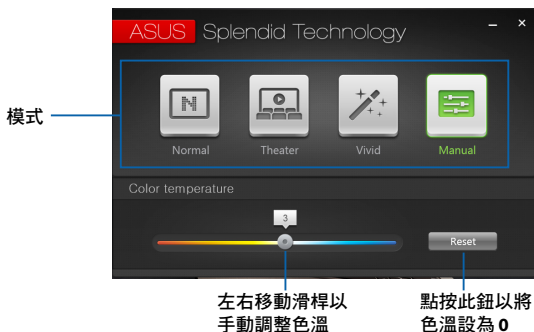 ASUS Splendid Technology
模式
Normal Theater Vivid Manual
Color temperature
3
Reset
左右移動滑桿以
手動調整色溫
點按此鈕以將
色溫設為 0